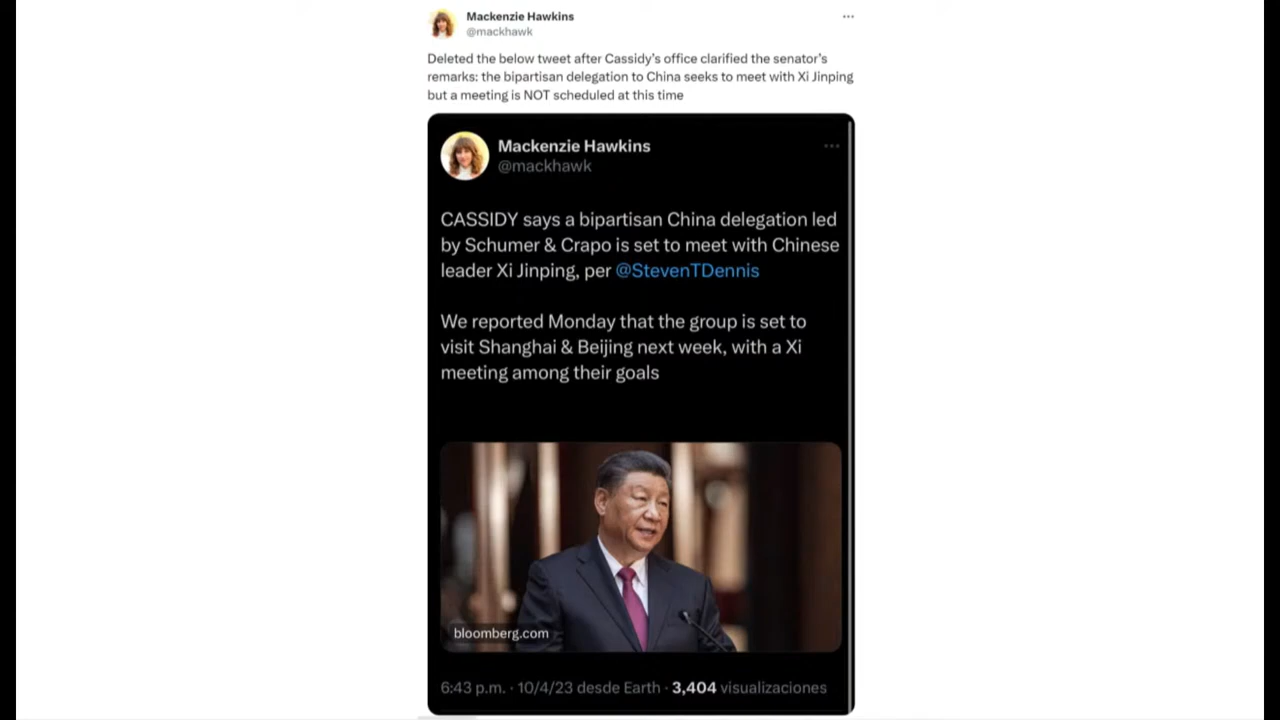 Mackenzie Hawkins
@mackhawk
Deleted the below tweet after Cassidy's office clarified the senator's
remarks: the bipartisan delegation to China seeks to meet with Xi Jinping
but a meeting is NOT scheduled at this time
Mackenzie Hawkins
@mackhawk
CASSIDY says a bipartisan China delegation led
by Schumer & Crapo is set to meet with Chinese
leader Xi Jinping, per @StevenTDennis
We reported Monday that the group is set to
visit Shanghai & Beijing next week, with a Xi
meeting among their goals
bloomberg.com
6:43 p.m. · 10/4/23 desde Earth · 3,404 visualizaciones